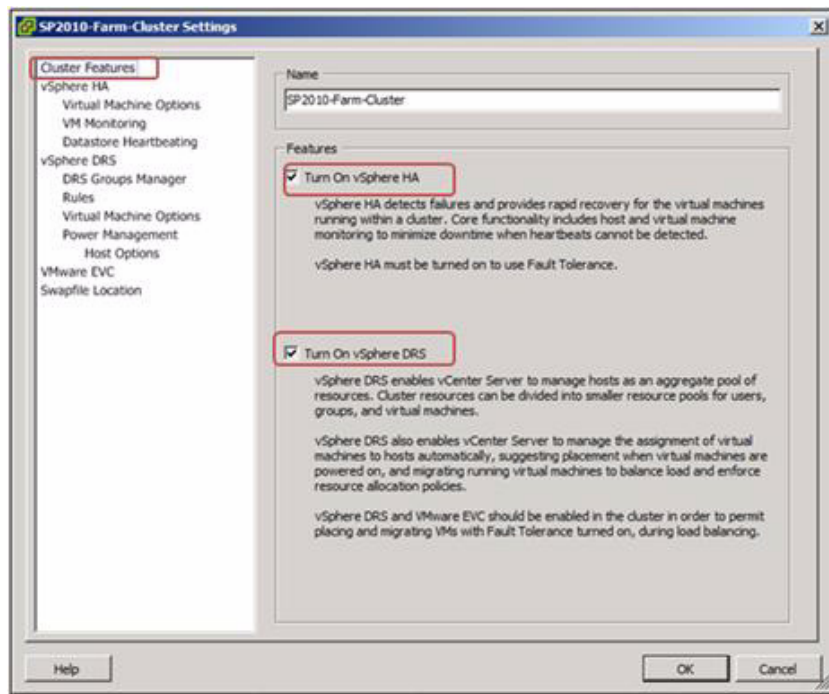 SP2010-Farm-Cluster Settings
Cluster Features
vSphere HA
Virtual Machine Options
VM Monitoring
Datastore Heartbeating
vSphere DRS
DRS Groups Manager
Rules
Virtual Machine Options
Power Management
Host Options
VMware EVC
Swapfile Location
Name
SP2010-Farm-Cluster
Features
Turn On vSphere HA
vSphere HA detects failures and provides rapid recovery for the virtual machines
running within a cluster. Core functionality includes host and virtual machine
monitoring to minimize downtime when heartbeats cannot be detected.
vSphere HA must be turned on to use Fault Tolerance.
Turn On vSphere DRS
vSphere DRS enables vCenter Server to manage hosts as an aggregate pool of
resources. Cluster resources can be divided into smaller resource pools for users,
groups, and virtual machines.
vSphere DRS also enables vCenter Server to manage the assignment of virtual
machines to hosts automatically, suggesting placement when virtual machines are
powered on, and migrating running virtual machines to balance load and enforce
resource allocation policies.
vSphere DRS and VMware EVC should be enabled in the cluster in order to permit
placing and migrating VMs with Fault Tolerance turned on, during load balancing.
Help
OK
Cancel